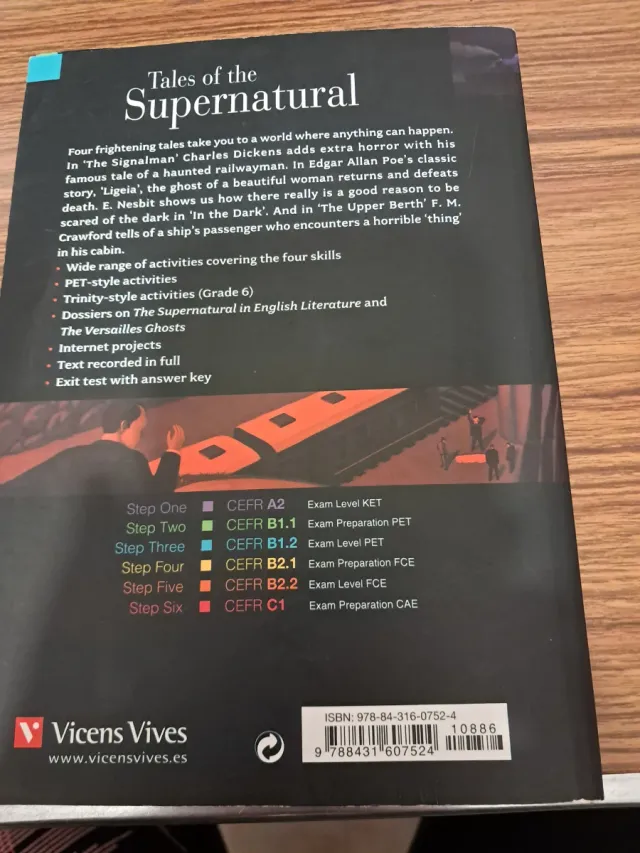 Tales of the
Supernatural
Four frightening tales take you to a world where anything can happen.
In 'The Signalman' Charles Dickens adds extra horror with his
famous tale of a haunted railwayman. In Edgar Allan Poe's classic
story, 'Ligeia', the ghost of a beautiful woman returns and defeats
death. E. Nesbit shows us how there really is a good reason to be
scared of the dark in 'In the Dark'. And in 'The Upper Berth' F. M.
Crawford tells of a ship's passenger who encounters a horrible 'thing'
in his cabin.
• Wide range of activities covering the four skills
• PET-style activities
• Trinity-style activities (Grade 6)
• Dossiers on The Supernatural in English Literature and
The Versailles Ghosts
• Internet projects
• Text recorded in full
• Exit test with answer key
Step One CEFR A2 Exam Level KET
Step Two CEFR B1.1 Exam Preparation PET
Step Three CEFR B1.2 Exam Level PET
Step Four CEFR B2.1 Exam Preparation FCE
Step Five CEFR B2.2 Exam Level FCE
Step Six CEFR C1 Exam Preparation CAE
Vicens Vives
www.vicensvives.es
ISBN: 978-84-316-0752-4
10886
9 788431 607524